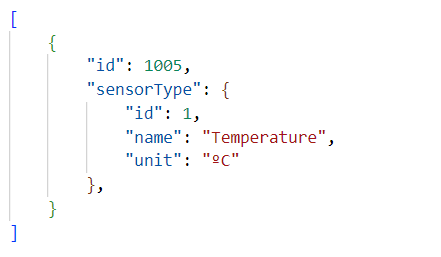 [
    {
        "id": 1005,
        "sensorType": {
            "id": 1,
            "name": "Temperature",
            "unit": "ºC"
        },
    }
]